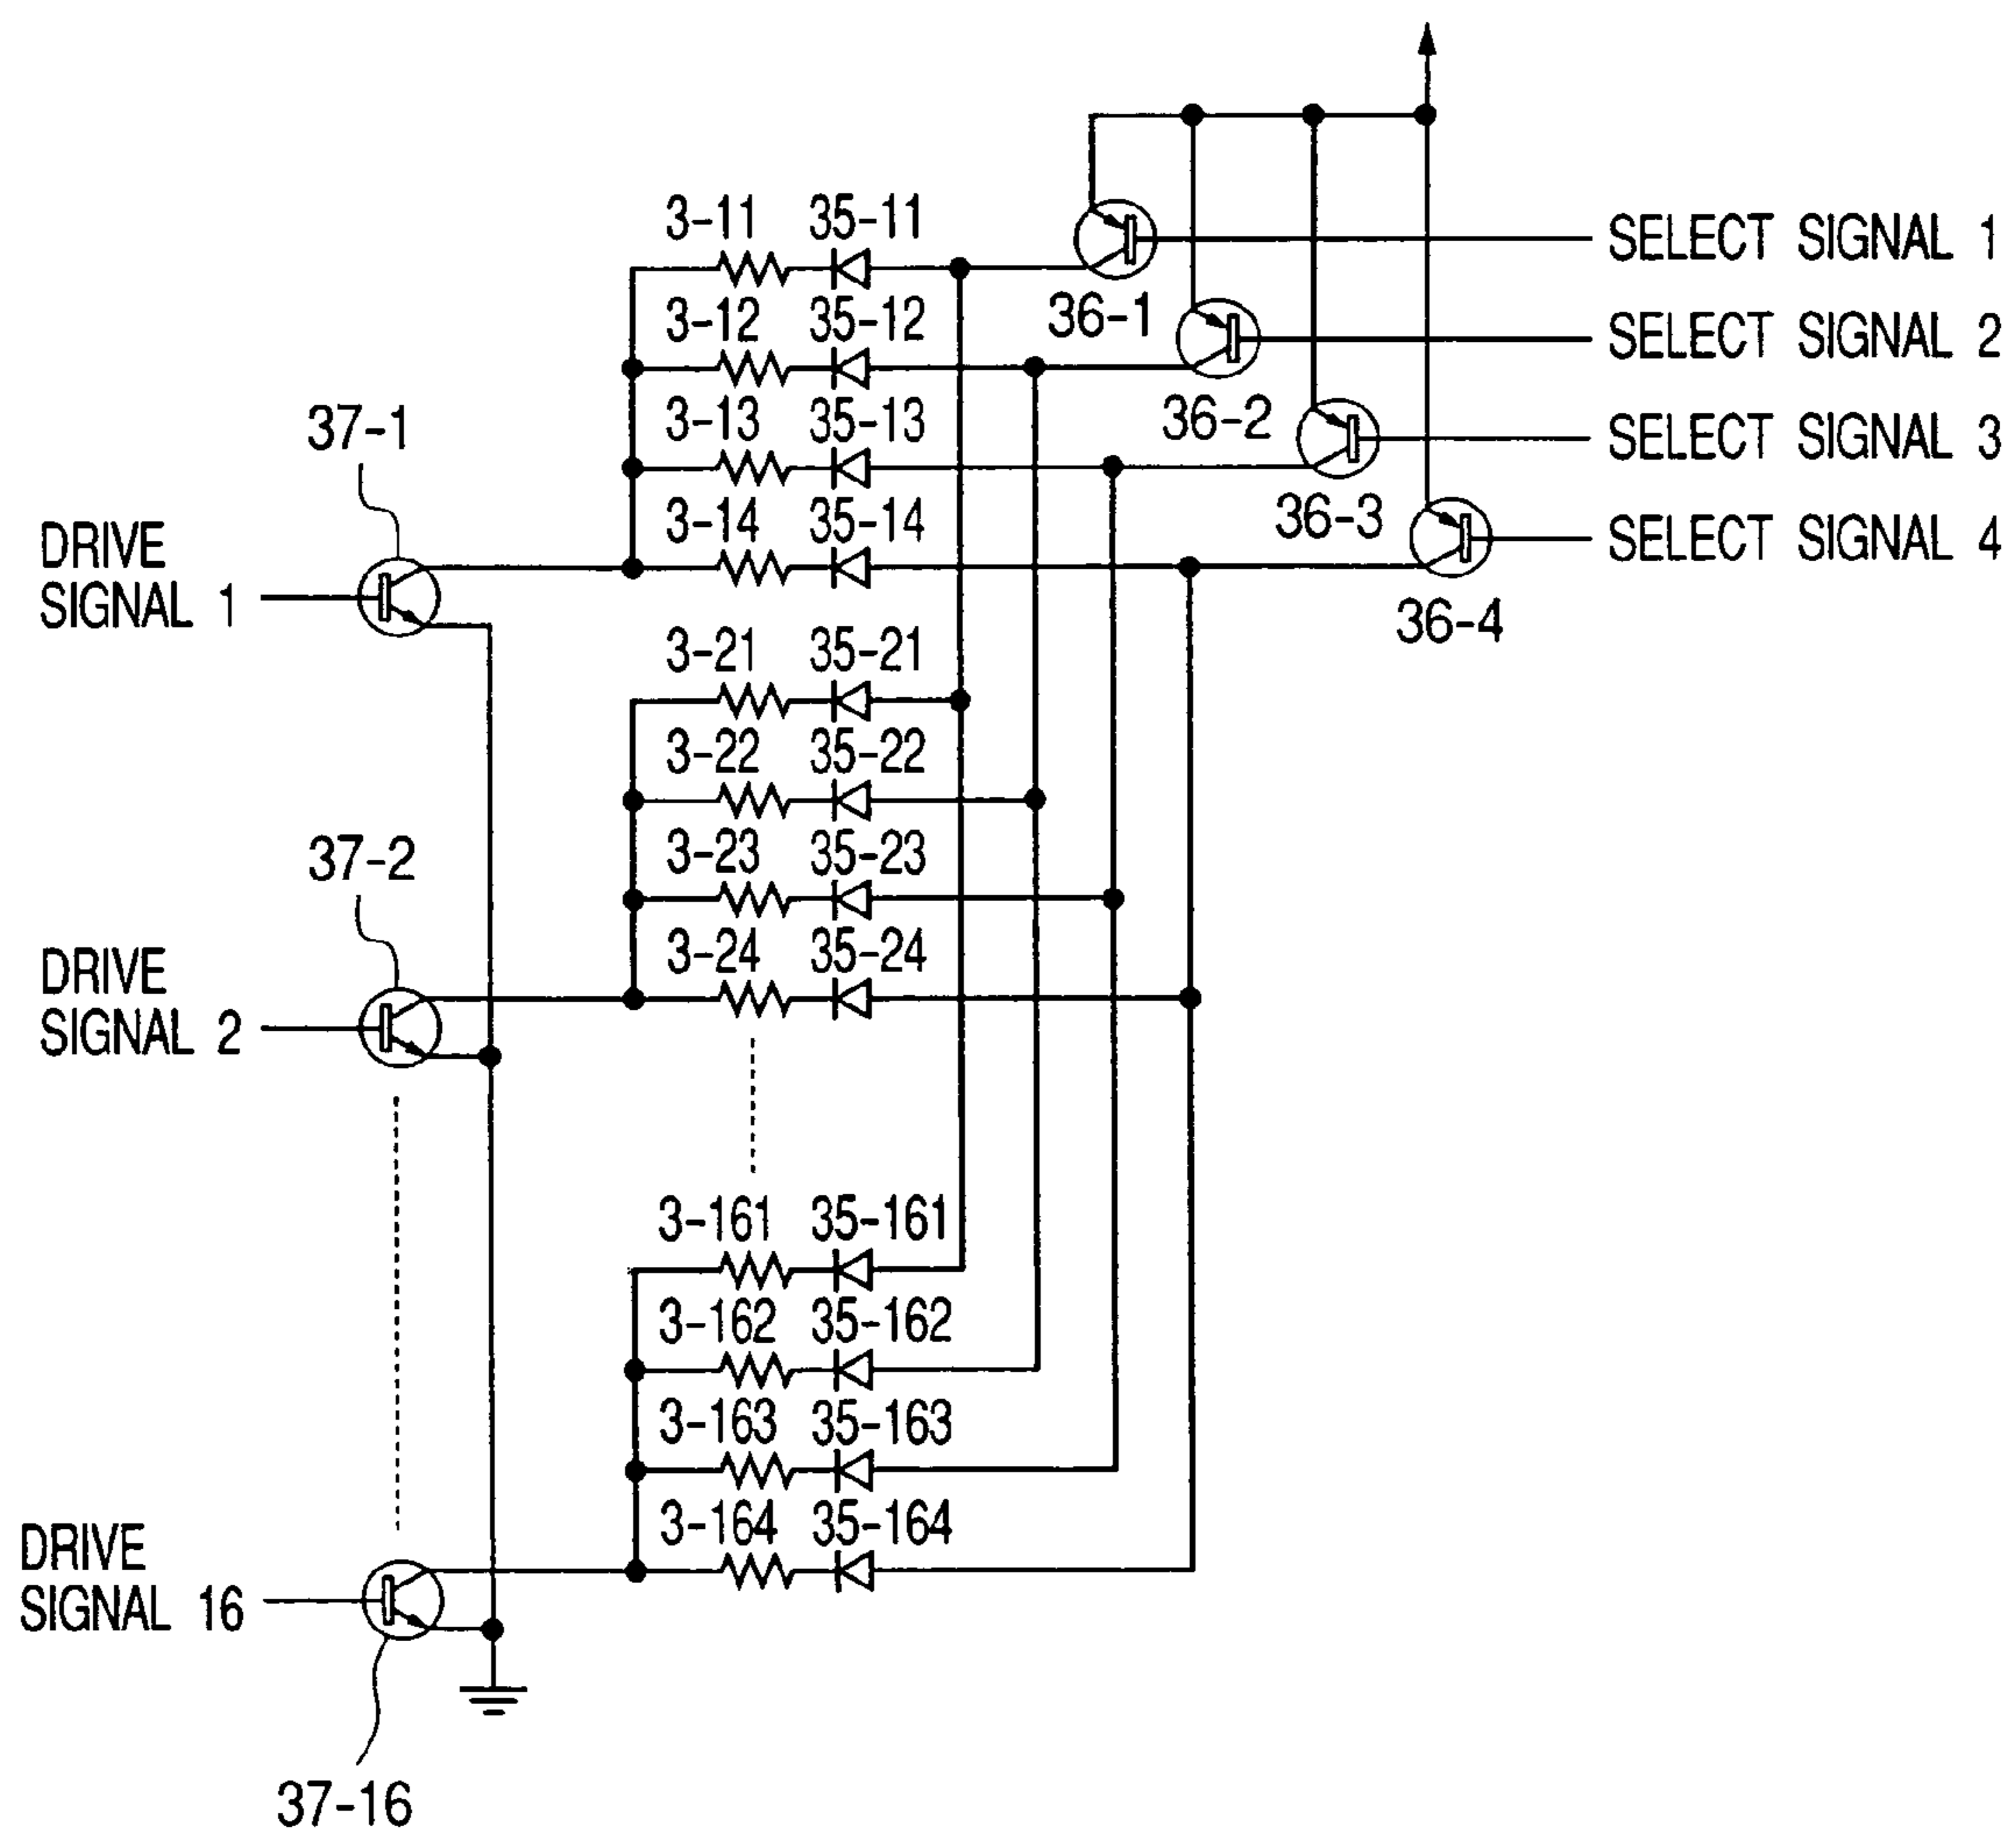 3-11 35-11
SELECT SIGNAL 1
36-1
3-12 35-12
SELECT SIGNAL 2
36-2
3-13 35-13
SELECT SIGNAL 3
36-3
37-1
3-14 35-14
SELECT SIGNAL 4
36-4
DRIVE
SIGNAL 1
3-21 35-21
3-22 35-22
3-23 35-23
37-2
3-24 35-24
DRIVE
SIGNAL 2
3-161 35-161
3-162 35-162
3-163 35-163
3-164 35-164
DRIVE
SIGNAL 16
37-16